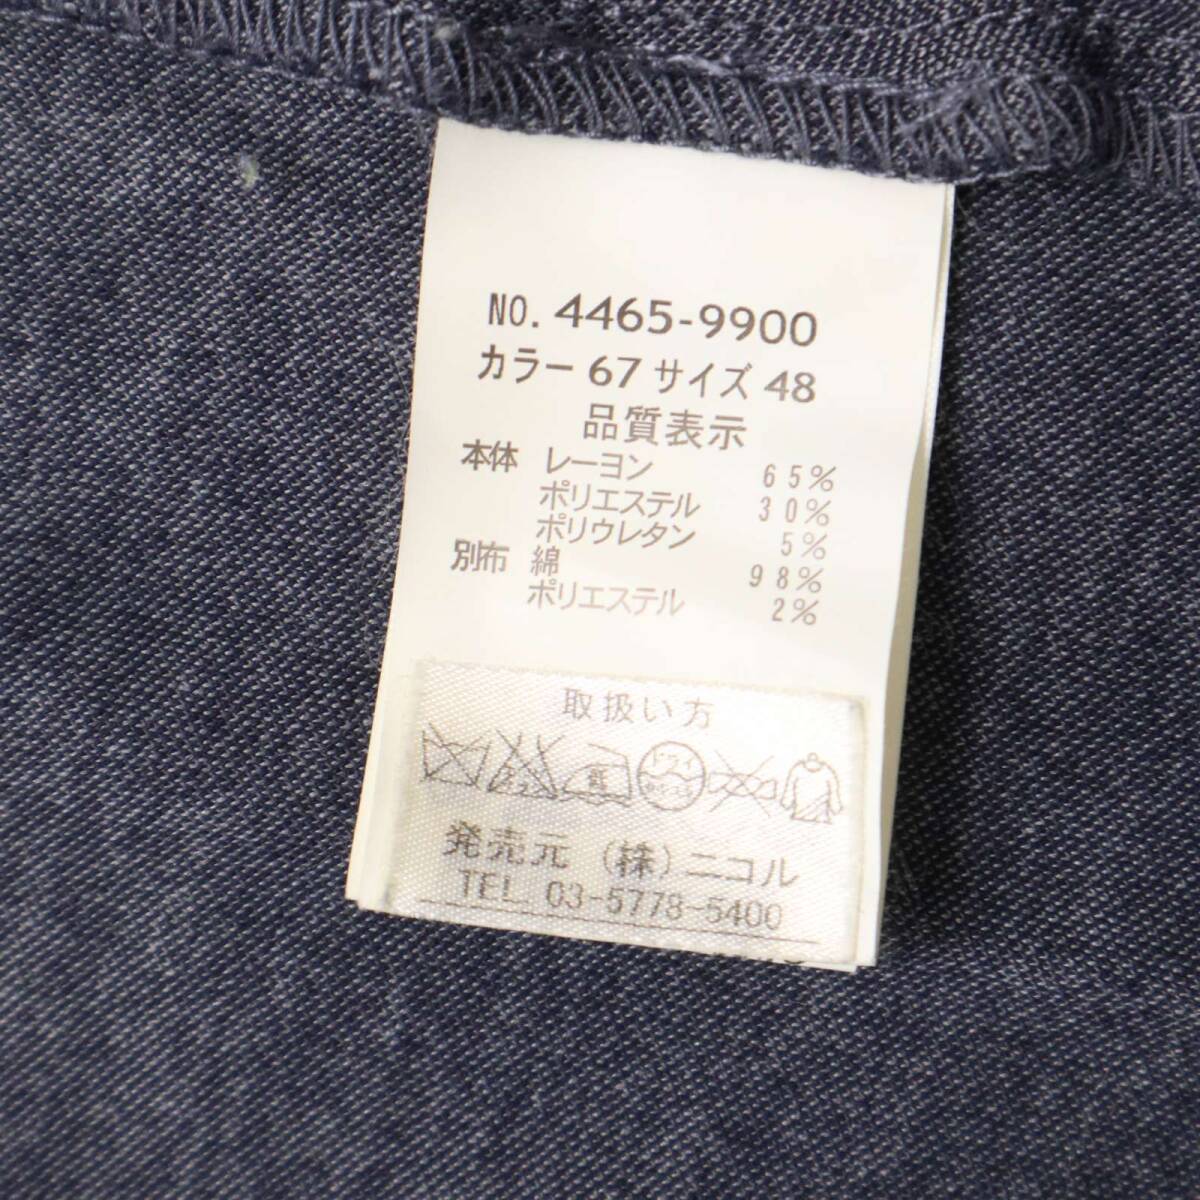 NO. 4465-9900
カラー 67 サイズ 48
品質表示
本体 レーヨン 65%
ポリエステル 30%
ポリウレタン 5%
別布 綿 98%
ポリエステル 2%
取扱い方
ドライ
発売元 (株)ニコル
TEL 03-5778-5400